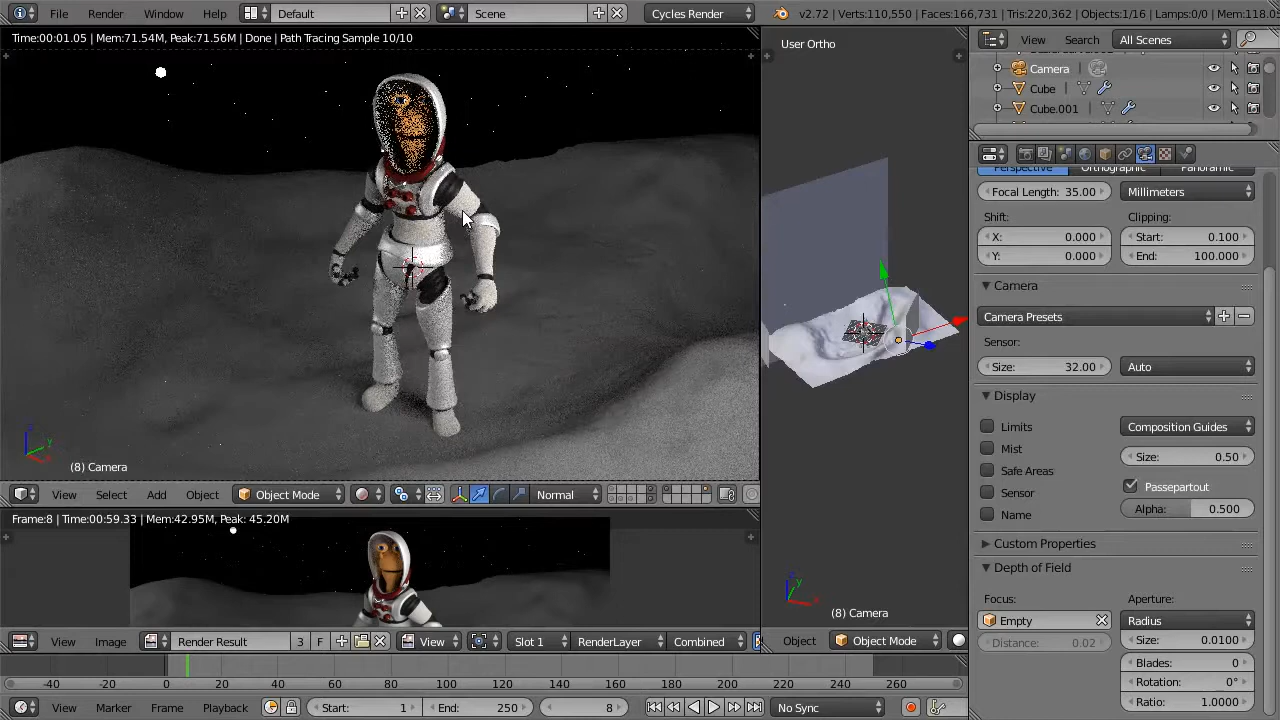 File Render Window Help Default Scene Cycles Render v2.72 | Verts:110,550 | Faces:166,731 | Tris:220,362 | Objects:1/16 | Lamps:0/0 | Mem:118.0
Time:00:01.05 | Mem:71.54M, Peak:71.56M | Done | Path Tracing Sample 10/10
User Ortho
View Search All Scenes
Camera
Cube
Cube.001
Perspective Orthographic Panoramic
Focal Length: 35.00 Millimeters
Shift: Clipping:
X: 0.000 Start: 0.100
Y: 0.000 End: 100.000
Camera
Camera Presets
Sensor:
Size: 32.00 Auto
Display
Limits Composition Guides
Mist Size: 0.50
Safe Areas Passepartout
Sensor Alpha: 0.500
Name
Custom Properties
Depth of Field
Focus: Aperture:
Empty Radius
Distance: 0.02 Size: 0.0100
Blades: 0
Rotation: 0°
Ratio: 1.0000
(8) Camera
View Select Add Object Object Mode Normal
Frame:8 | Time:00:59.33 | Mem:42.95M, Peak: 45.20M
(8) Camera
View Image Render Result 3 F View Slot 1 RenderLayer Combined Object Object Mode
-40 -20 0 20 40 60 80 100 120 140 160 180 200 220 240 260
View Marker Frame Playback Start: 1 End: 250 8 No Sync